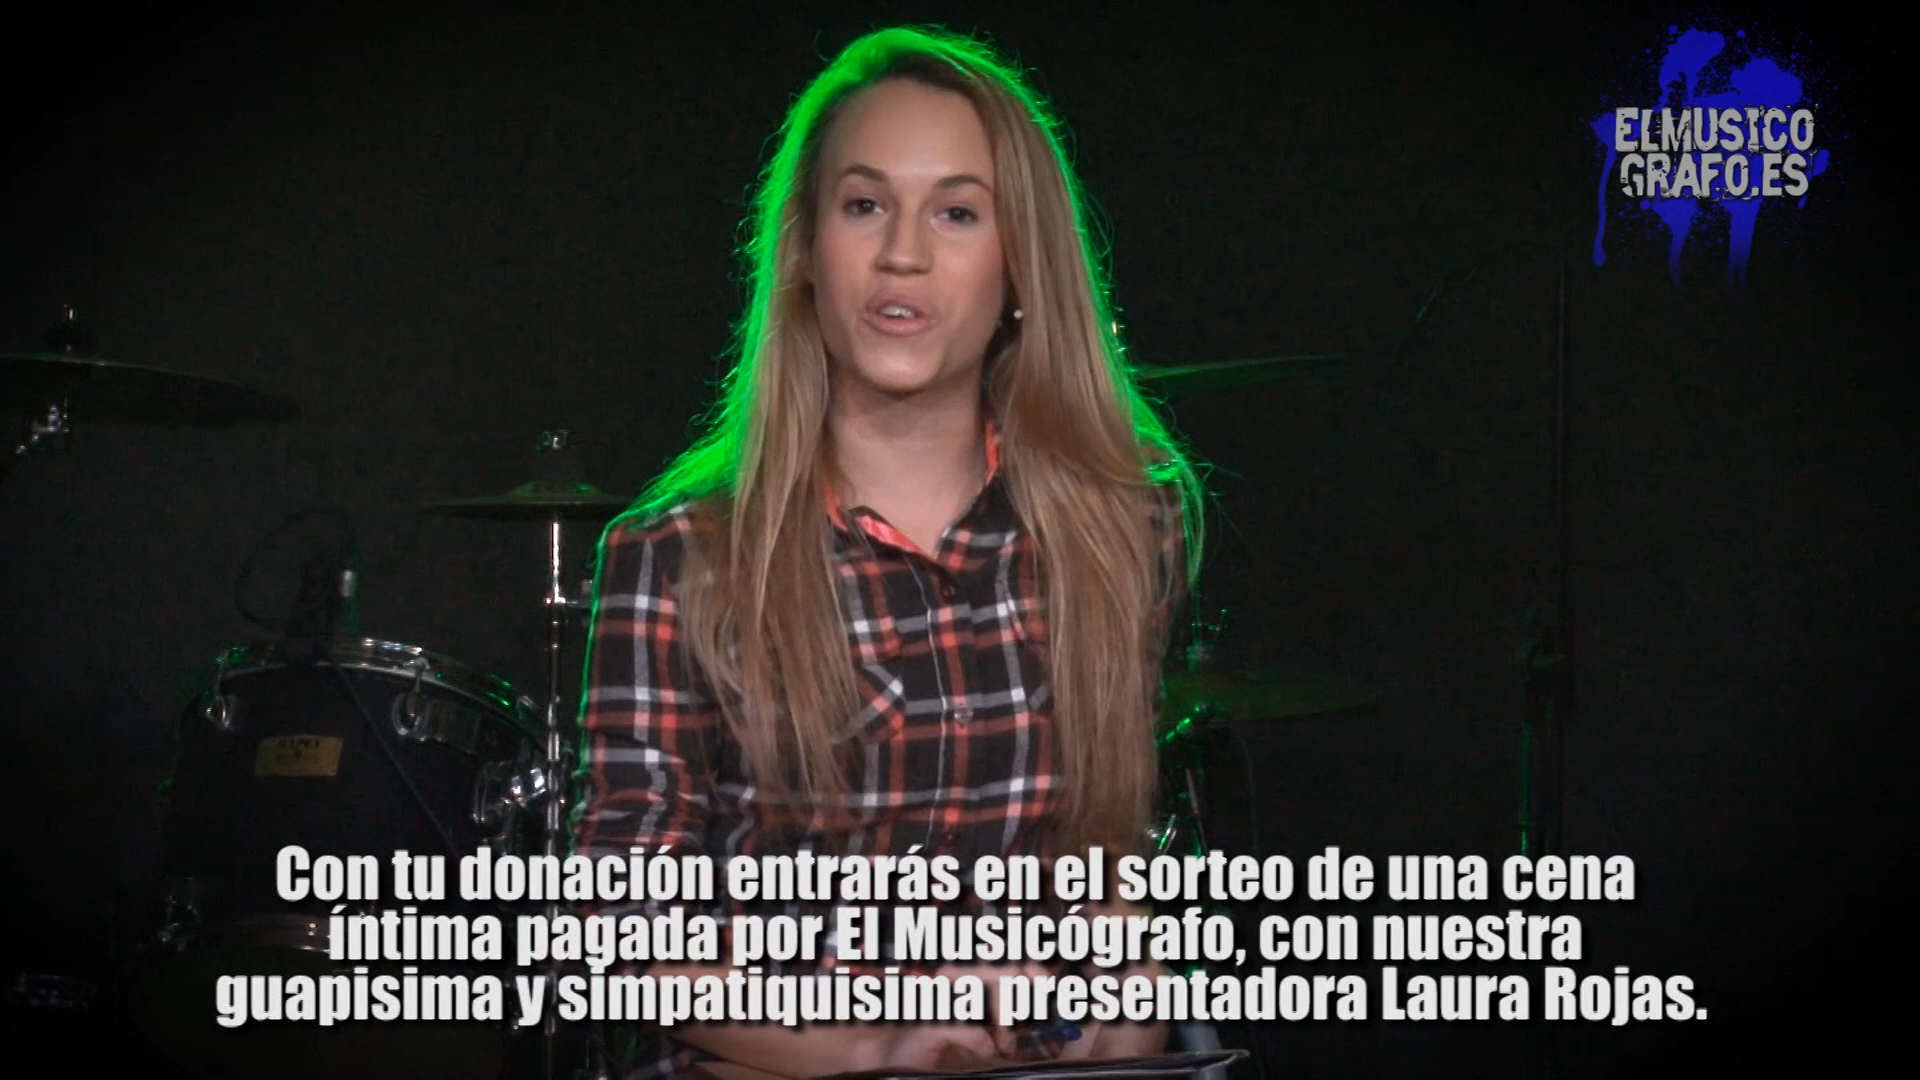 ELMUSICO
GRAFO.ES
Con tu donación entrarás en el sorteo de una cena
íntima pagada por El Musicógrafo, con nuestra
guapisima y simpatiquisima presentadora Laura Rojas.